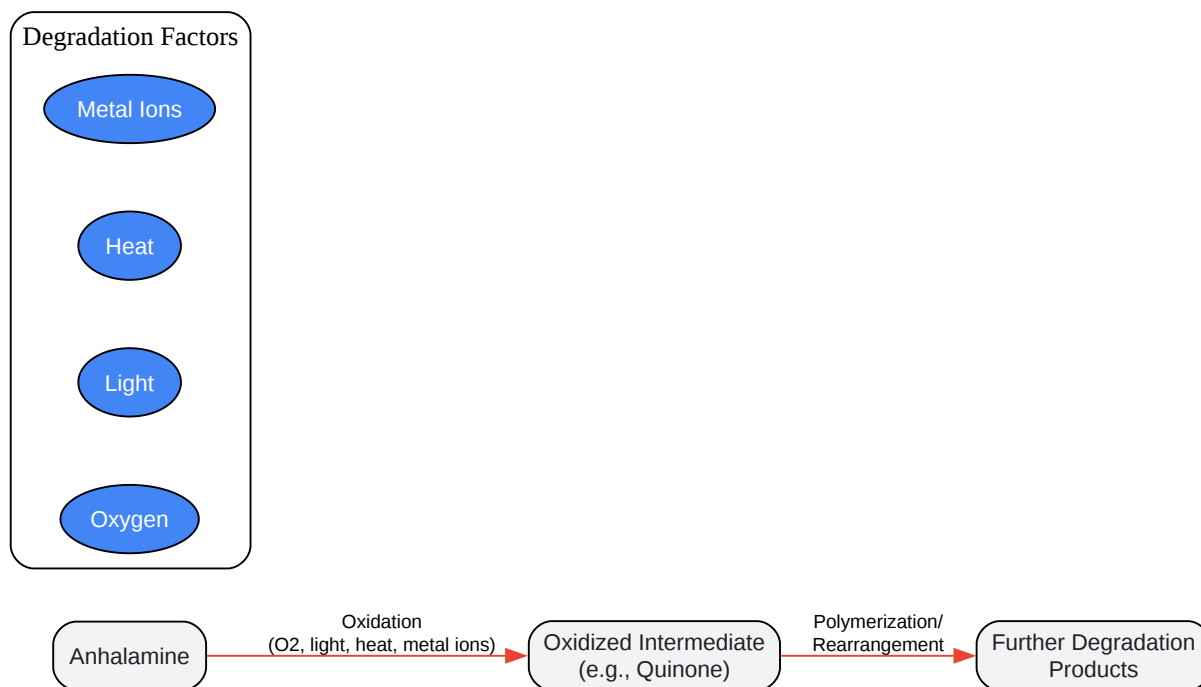 Degradation Factors
Metal Ions
Heat
Light
Oxygen
Anhalamine
Oxidation
(O2, light, heat, metal ions)
Oxidized Intermediate
(e.g., Quinone)
Polymerization/
Rearrangement
Further Degradation
Products